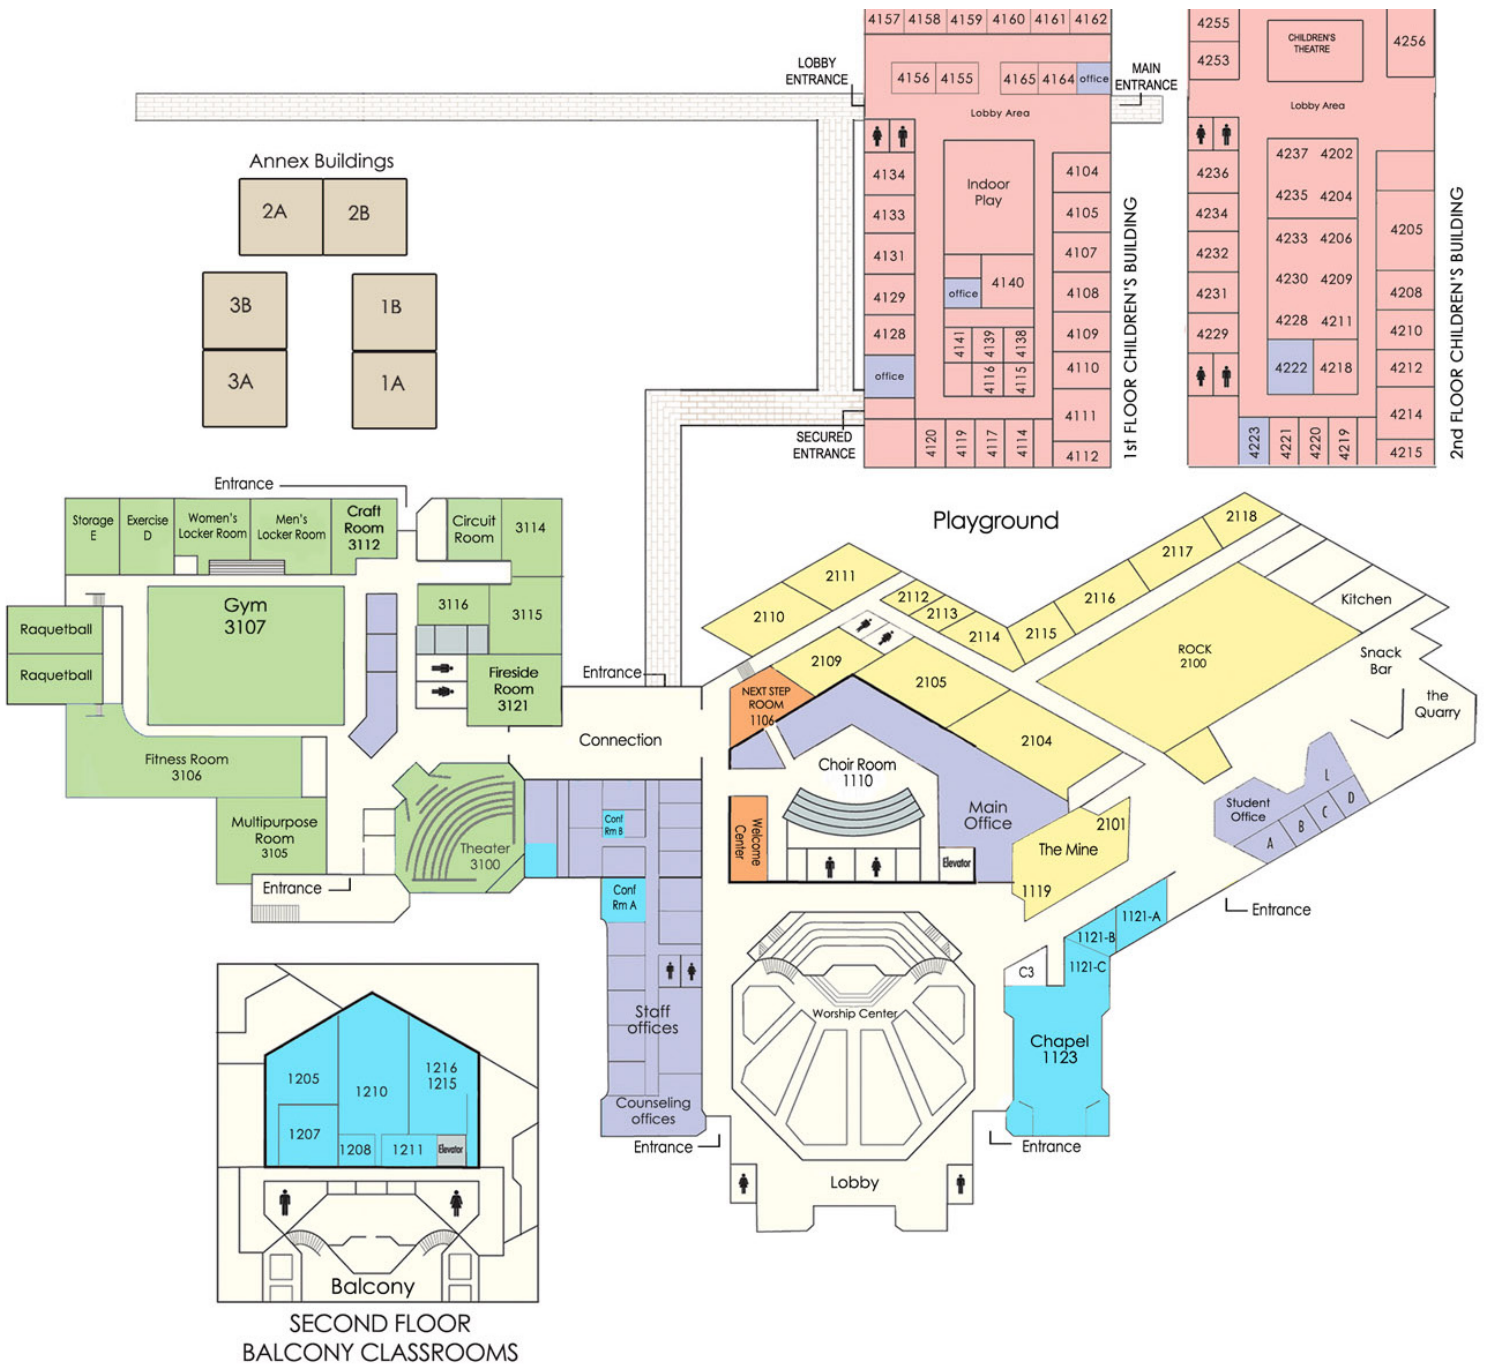 4157 4158 4159 4160 4161 4162
LOBBY
ENTRANCE
4156 4155
4165 4164 office
MAIN
ENTRANCE
Lobby Area
4134
4133
4131
4129
4128
office
Indoor
Play
4140
office
4141 4139 4138
4116 4115
4104
4105
4107
4108
4109
4110
4111
4112
4120 4119 4117 4114
SECURED
ENTRANCE
1st FLOOR CHILDREN'S BUILDING
4255
4253
CHILDREN'S
THEATRE
4256
Lobby Area
4236
4234
4232
4231
4229
4237 4202
4235 4204
4233 4206
4230 4209
4228 4211
4222 4218
4205
4208
4210
4212
4214
4215
4223 4221 4220 4219
2nd FLOOR CHILDREN'S BUILDING
Annex Buildings
2A 2B
3B 1B
3A 1A
Entrance
Storage
E
Exercise
D
Women's
Locker Room
Men's
Locker Room
Craft
Room
3112
Circuit
Room
3114
Gym
3107
3116
3115
Raquetball
Raquetball
Fireside
Room
3121
Fitness Room
3106
Multipurpose
Room
3105
Theater
3100
Entrance
Entrance
Connection
Playground
2118
2117
2116
2115
2114
2113
2112
2111
2110
2109
2105
2104
ROCK
2100
Kitchen
Snack
Bar
the
Quarry
NEXT STEP
ROOM
1106
Choir Room
1110
Main
Office
Welcome
Center
Elevator
2101
The Mine
1119
Student
Office
L
A B C D
Entrance
Conf
Rm B
Conf
Rm A
Staff
offices
Counseling
offices
Entrance
Worship Center
Lobby
1121-A
1121-B
1121-C
C3
Chapel
1123
Entrance
1205
1210
1216
1215
1207
1208
1211
Elevator
Balcony
SECOND FLOOR
BALCONY CLASSROOMS